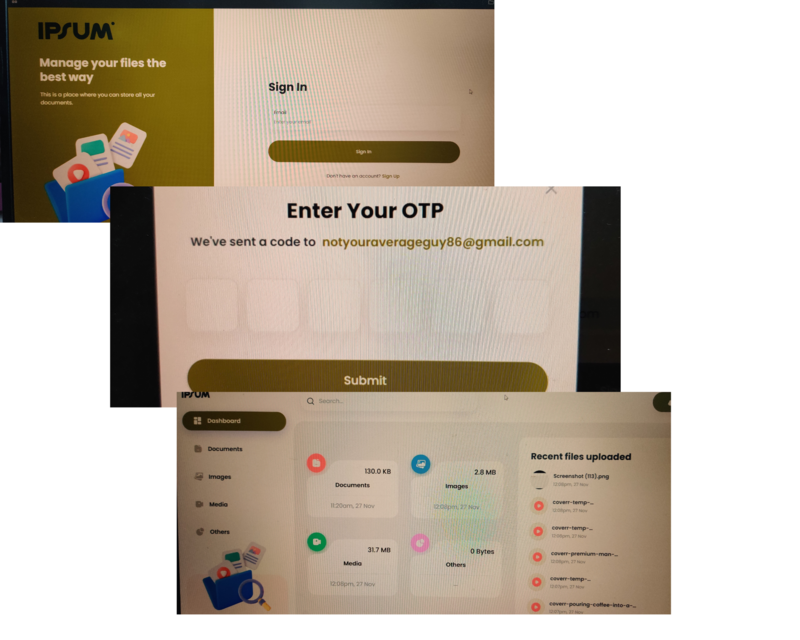 IPSUM
Manage your files the
best way
This is a place where you can store all your
documents.
Sign In
Email
Enter your email
Sign In
Don't have an account? Sign Up
Enter Your OTP
We've sent a code to notyouraverageguy86@gmail.com
Submit
IPSUM
Search...
Dashboard
Documents
Images
Media
Others
130.0 KB
Documents
11:20am, 27 Nov
2.8 MB
Images
12:06pm, 27 Nov
31.7 MB
Media
12:08pm, 27 Nov
0 Bytes
Others
Recent files uploaded
Screenshot (113).png
12:08pm, 27 Nov
coverr-temp-...
12:08pm, 27 Nov
coverr-temp-...
12:08pm, 27 Nov
coverr-premium-man-...
12:08pm, 27 Nov
coverr-temp-...
12:07pm, 27 Nov
coverr-pouring-coffee-into-a-...